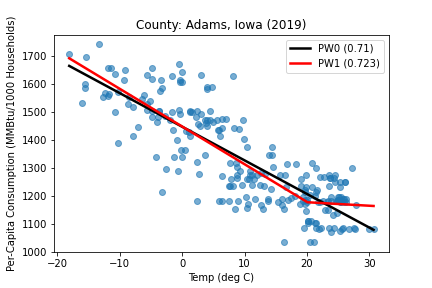 County: Adams, Iowa (2019)
Per-Capita Consumption (MMBtu/1000 Households)
1700
1600
1500
1400
1300
1200
1100
1000
PW0 (0.71)
PW1 (0.723)
−20
−10
0
10
20
30
Temp (deg C)